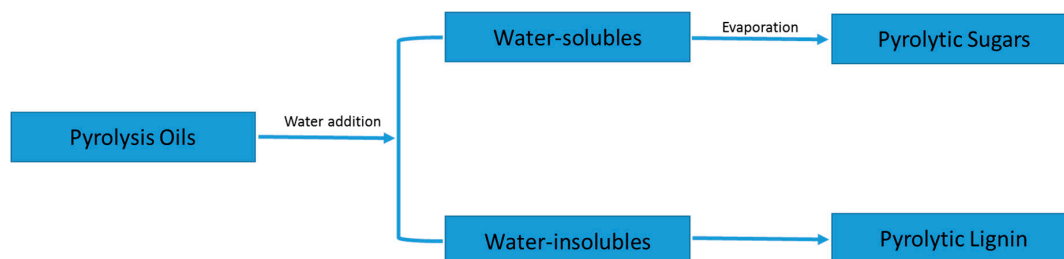 Water-solubles
Evaporation
Pyrolytic Sugars
Pyrolysis Oils
Water addition
Water-insolubles
Pyrolytic Lignin